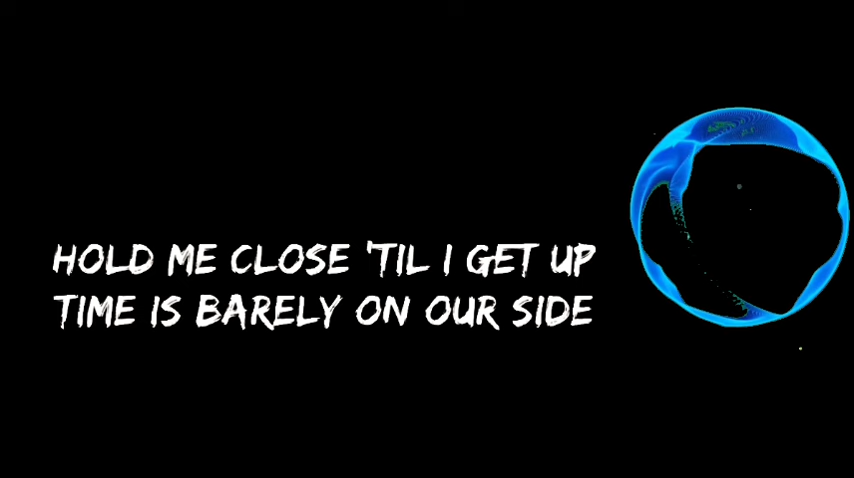 HOLD ME CLOSE 'TIL I GET UP
TIME IS BARELY ON OUR SIDE